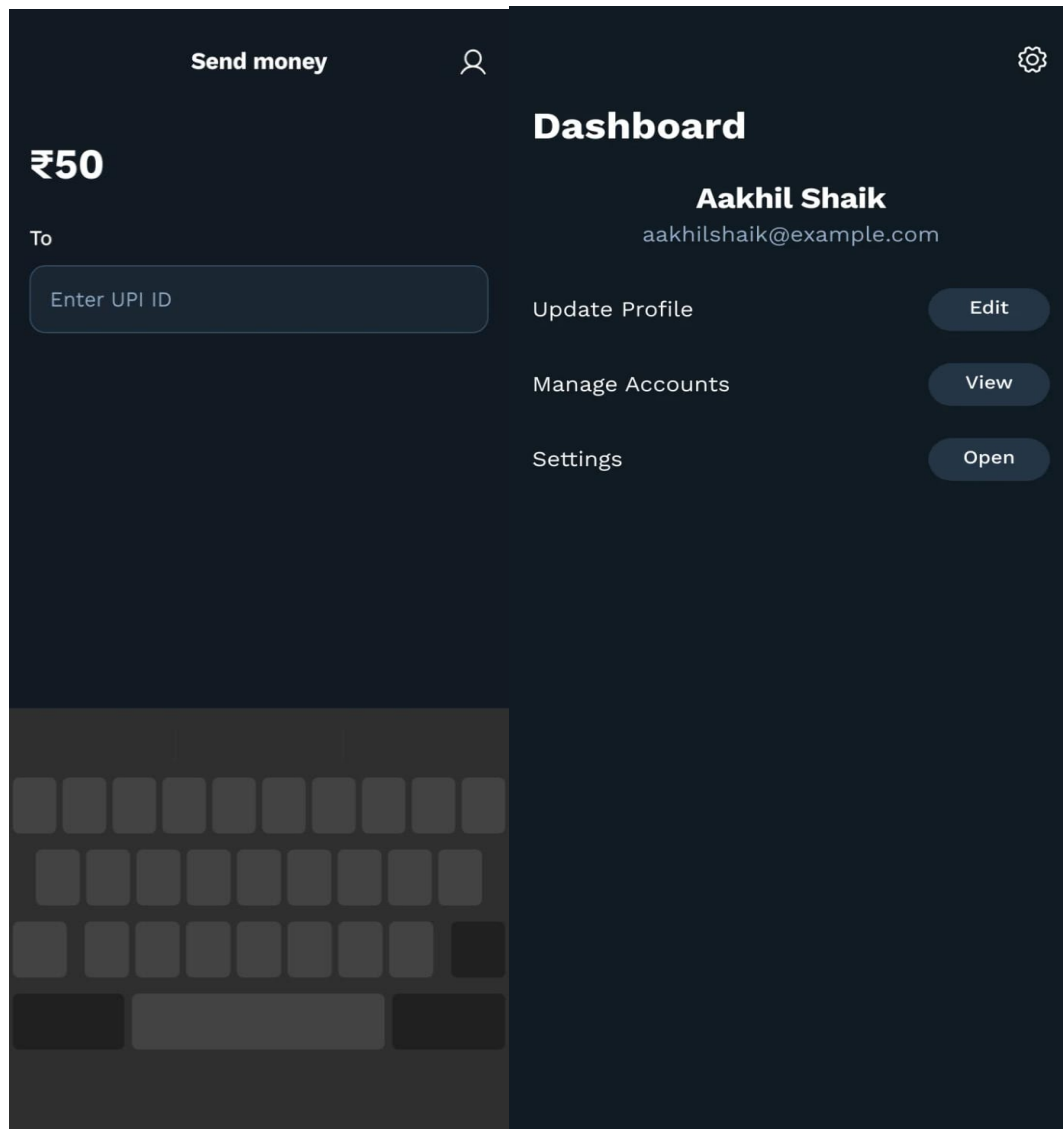 Send money
₹50
To
Enter UPI ID
Dashboard
Aakhil Shaik
aakhilshaik@example.com
Update Profile
Edit
Manage Accounts
View
Settings
Open